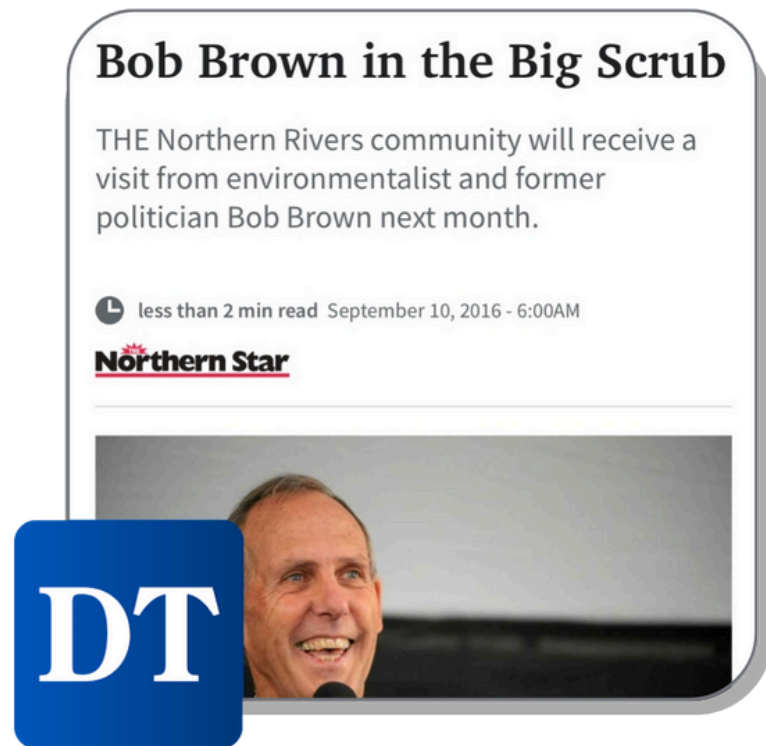 Bob Brown in the Big Scrub
THE Northern Rivers community will receive a
visit from environmentalist and former
politician Bob Brown next month.
less than 2 min read September 10, 2016 - 6:00AM
THE
Northern Star
DT